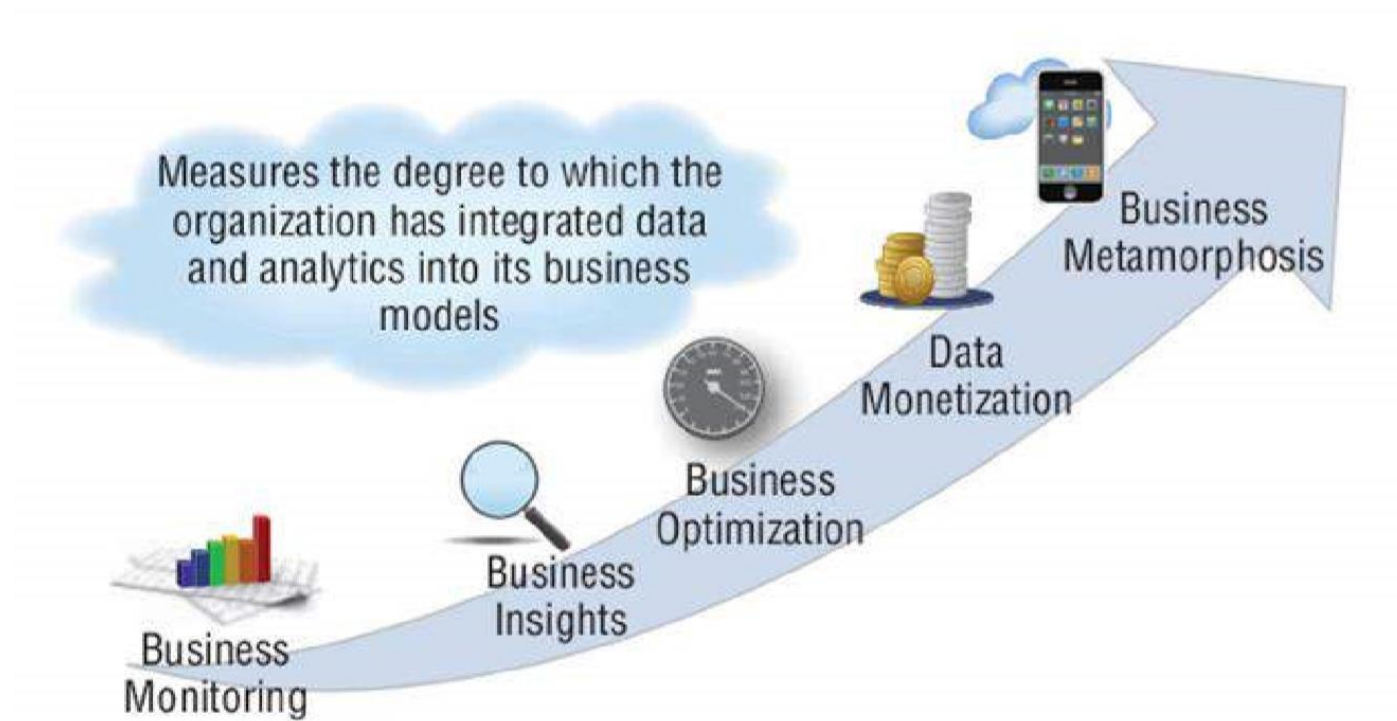 Measures the degree to which the
organization has integrated data
and analytics into its business
models
Business
Monitoring
Business
Insights
Business
Optimization
Data
Monetization
Business
Metamorphosis